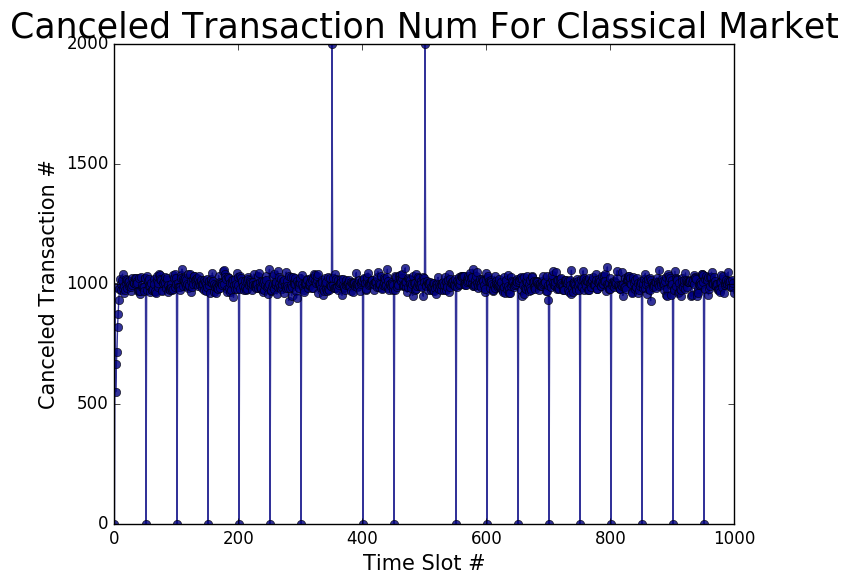 Canceled Transaction Num For Classical Market
2000
1500
1000
500
0
Canceled Transaction #
0 200 400 600 800 1000
Time Slot #